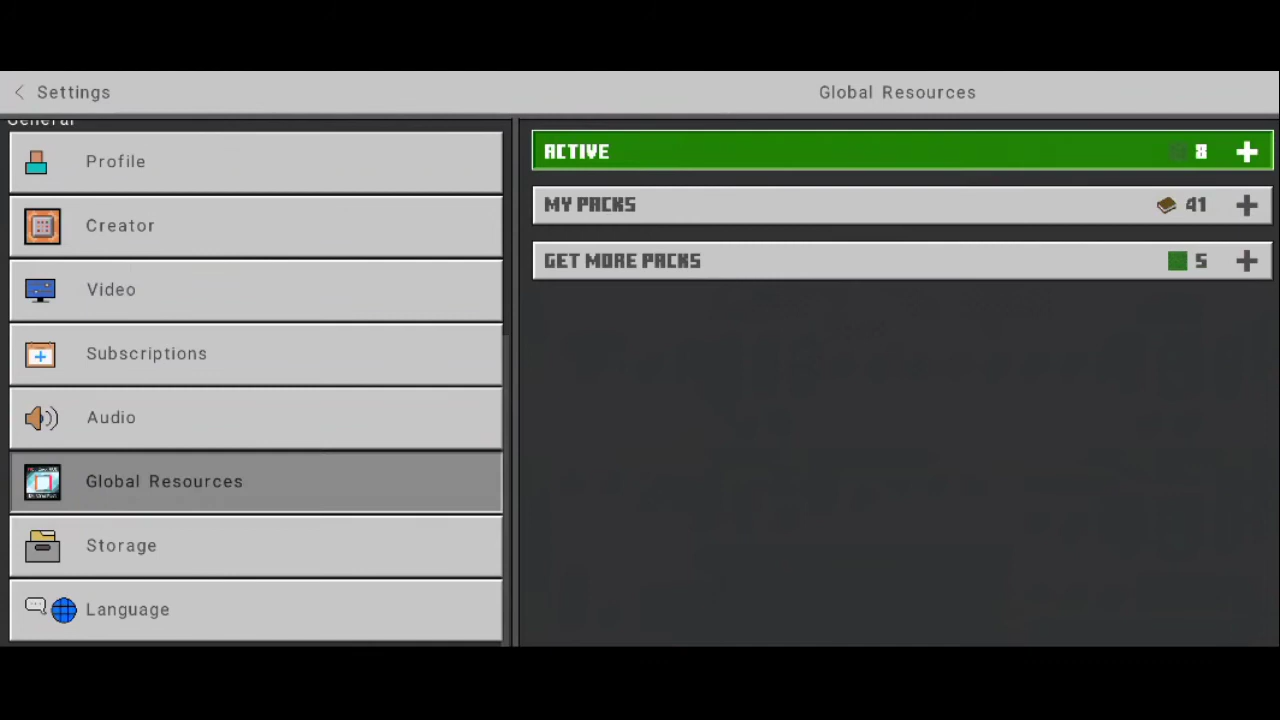 Settings
Global Resources
General
Profile
Creator
Video
Subscriptions
Audio
Global Resources
Storage
Language
ACTIVE 8
MY PACKS 41
GET MORE PACKS 5